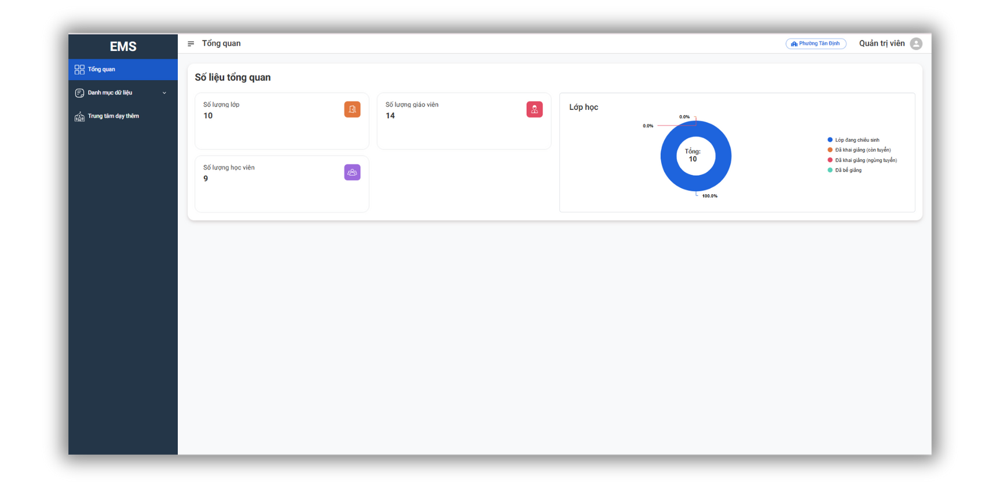 EMS
Tổng quan
Phường Tân Định
Quản trị viên
Tổng quan
Danh mục dữ liệu
Trung tâm dạy thêm
Số liệu tổng quan
Số lượng lớp
10
Số lượng giáo viên
14
Số lượng học viên
9
Lớp học
0.0%
0.0%
Tổng:
10
100.0%
Lớp đang chiêu sinh
Đã khai giảng (còn tuyển)
Đã khai giảng (ngừng tuyển)
Đã bế giảng